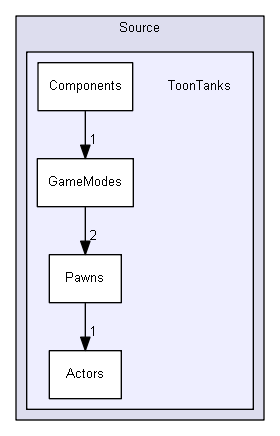 Source
Components
ToonTanks
1
GameModes
2
Pawns
1
Actors